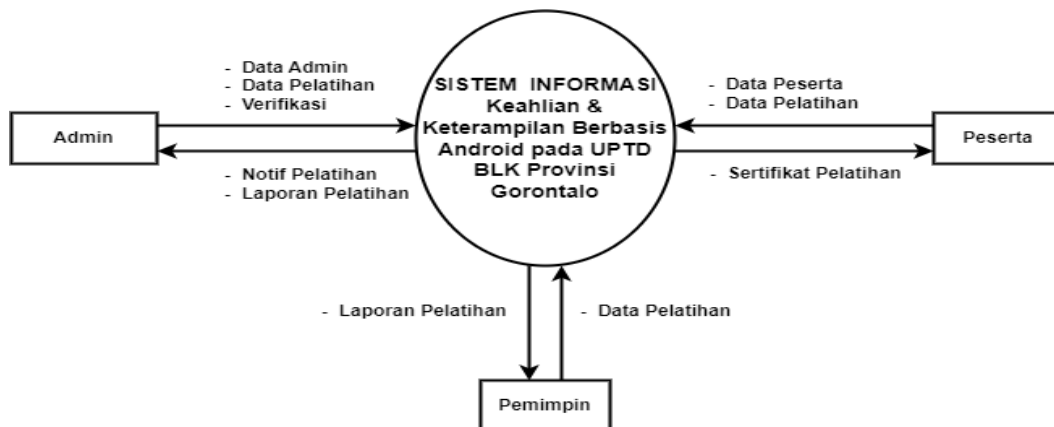 - Data Admin
- Data Pelatihan
- Verifikasi
Admin
- Notif Pelatihan
- Laporan Pelatihan
SISTEM INFORMASI
Keahlian &
Keterampilan Berbasis
Android pada UPTD
BLK Provinsi
Gorontalo
- Data Peserta
- Data Pelatihan
Peserta
- Sertifikat Pelatihan
- Laporan Pelatihan
- Data Pelatihan
Pemimpin